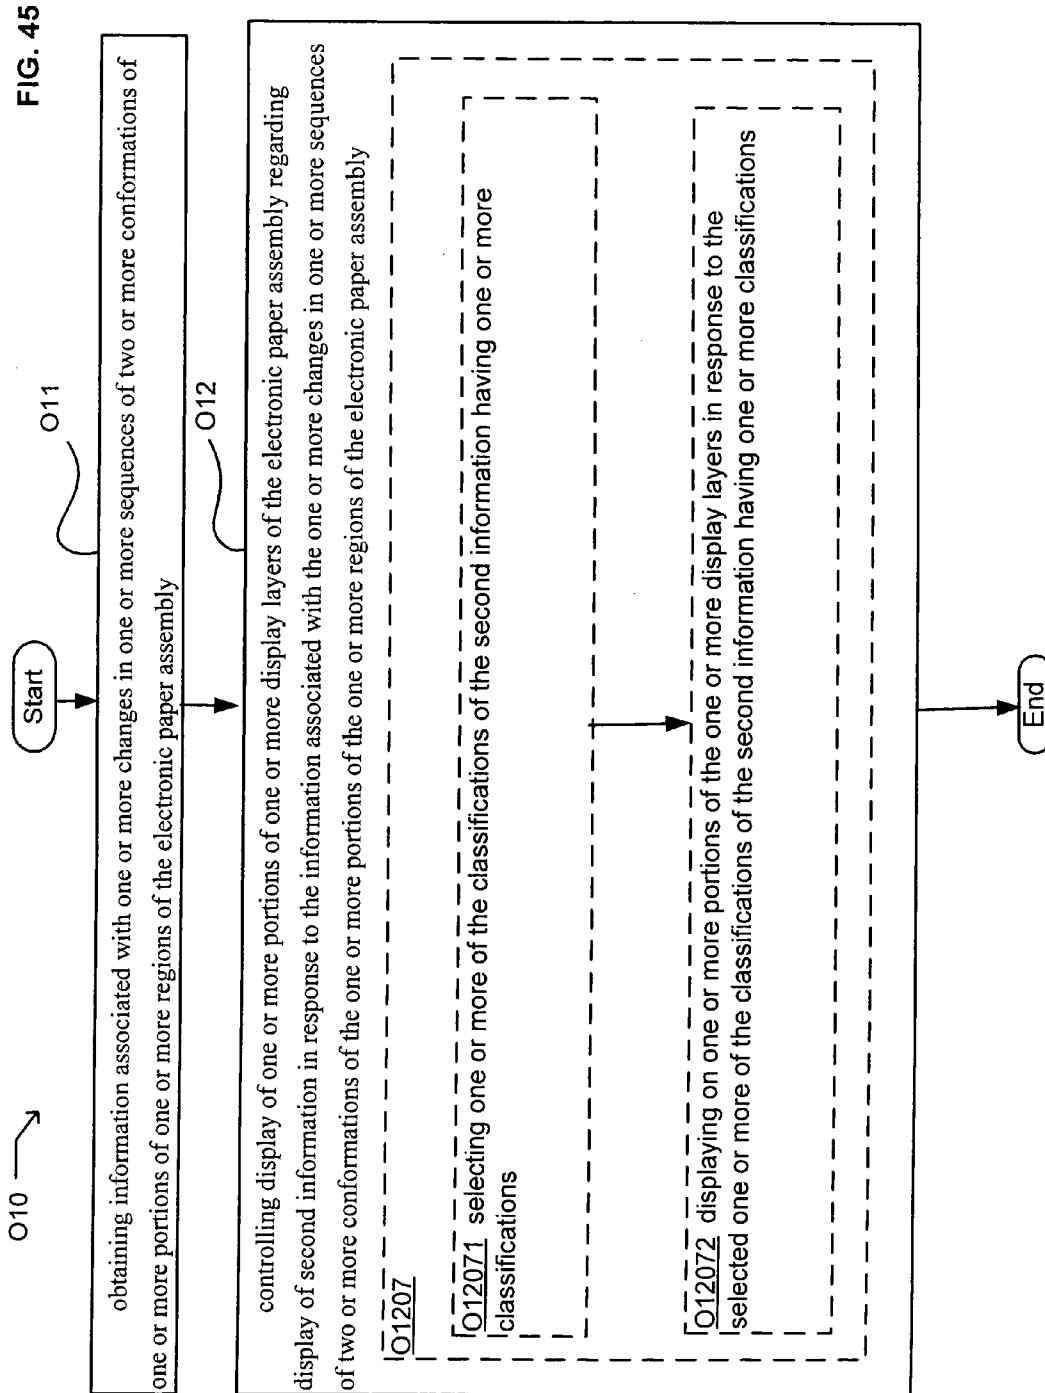 FIG. 45
O10
Start
O11
obtaining information associated with one or more changes in one or more sequences of two or more conformations of
one or more portions of one or more regions of the electronic paper assembly
O12
controlling display of one or more portions of one or more display layers of the electronic paper assembly regarding
display of second information in response to the information associated with the one or more changes in one or more sequences
of two or more conformations of the one or more portions of the one or more regions of the electronic paper assembly
O1207
O12071 selecting one or more of the classifications of the second information having one or more
classifications
O12072 displaying on one or more portions of the one or more display layers in response to the
selected one or more of the classifications of the second information having one or more classifications
End